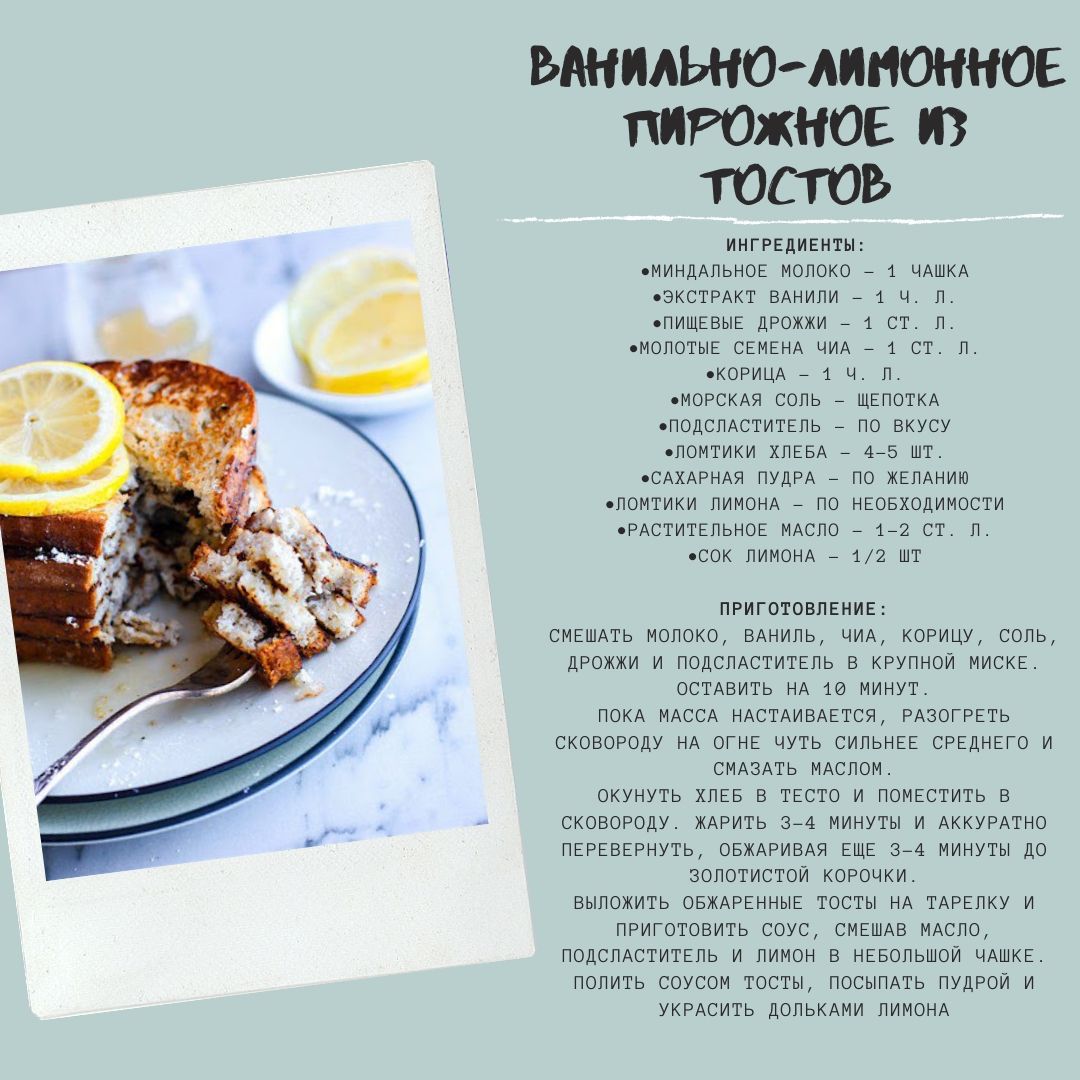 ВАНИЛЬНО-ЛИМОННОЕ
ПИРОЖНОЕ ИЗ
ТОСТОВ
ИНГРЕДИЕНТЫ:
•МИНДАЛЬНОЕ МОЛОКО – 1 ЧАШКА
•ЭКСТРАКТ ВАНИЛИ – 1 Ч. Л.
•ПИЩЕВЫЕ ДРОЖЖИ – 1 СТ. Л.
•МОЛОТЫЕ СЕМЕНА ЧИА – 1 СТ. Л.
•КОРИЦА – 1 Ч. Л.
•МОРСКАЯ СОЛЬ – ЩЕПОТКА
•ПОДСЛАСТИТЕЛЬ – ПО ВКУСУ
•ЛОМТИКИ ХЛЕБА – 4–5 ШТ.
•САХАРНАЯ ПУДРА – ПО ЖЕЛАНИЮ
•ЛОМТИКИ ЛИМОНА – ПО НЕОБХОДИМОСТИ
•РАСТИТЕЛЬНОЕ МАСЛО – 1–2 СТ. Л.
•СОК ЛИМОНА – 1/2 ШТ
ПРИГОТОВЛЕНИЕ:
СМЕШАТЬ МОЛОКО, ВАНИЛЬ, ЧИА, КОРИЦУ, СОЛЬ,
ДРОЖЖИ И ПОДСЛАСТИТЕЛЬ В КРУПНОЙ МИСКЕ.
ОСТАВИТЬ НА 10 МИНУТ.
ПОКА МАССА НАСТАИВАЕТСЯ, РАЗОГРЕТЬ
СКОВОРОДУ НА ОГНЕ ЧУТЬ СИЛЬНЕЕ СРЕДНЕГО И
СМАЗАТЬ МАСЛОМ.
ОКУНУТЬ ХЛЕБ В ТЕСТО И ПОМЕСТИТЬ В
СКОВОРОДУ. ЖАРИТЬ 3–4 МИНУТЫ И АККУРАТНО
ПЕРЕВЕРНУТЬ, ОБЖАРИВАЯ ЕЩЕ 3–4 МИНУТЫ ДО
ЗОЛОТИСТОЙ КОРОЧКИ.
ВЫЛОЖИТЬ ОБЖАРЕННЫЕ ТОСТЫ НА ТАРЕЛКУ И
ПРИГОТОВИТЬ СОУС, СМЕШАВ МАСЛО,
ПОДСЛАСТИТЕЛЬ И ЛИМОН В НЕБОЛЬШОЙ ЧАШКЕ.
ПОЛИТЬ СОУСОМ ТОСТЫ, ПОСЫПАТЬ ПУДРОЙ И
УКРАСИТЬ ДОЛЬКАМИ ЛИМОНА